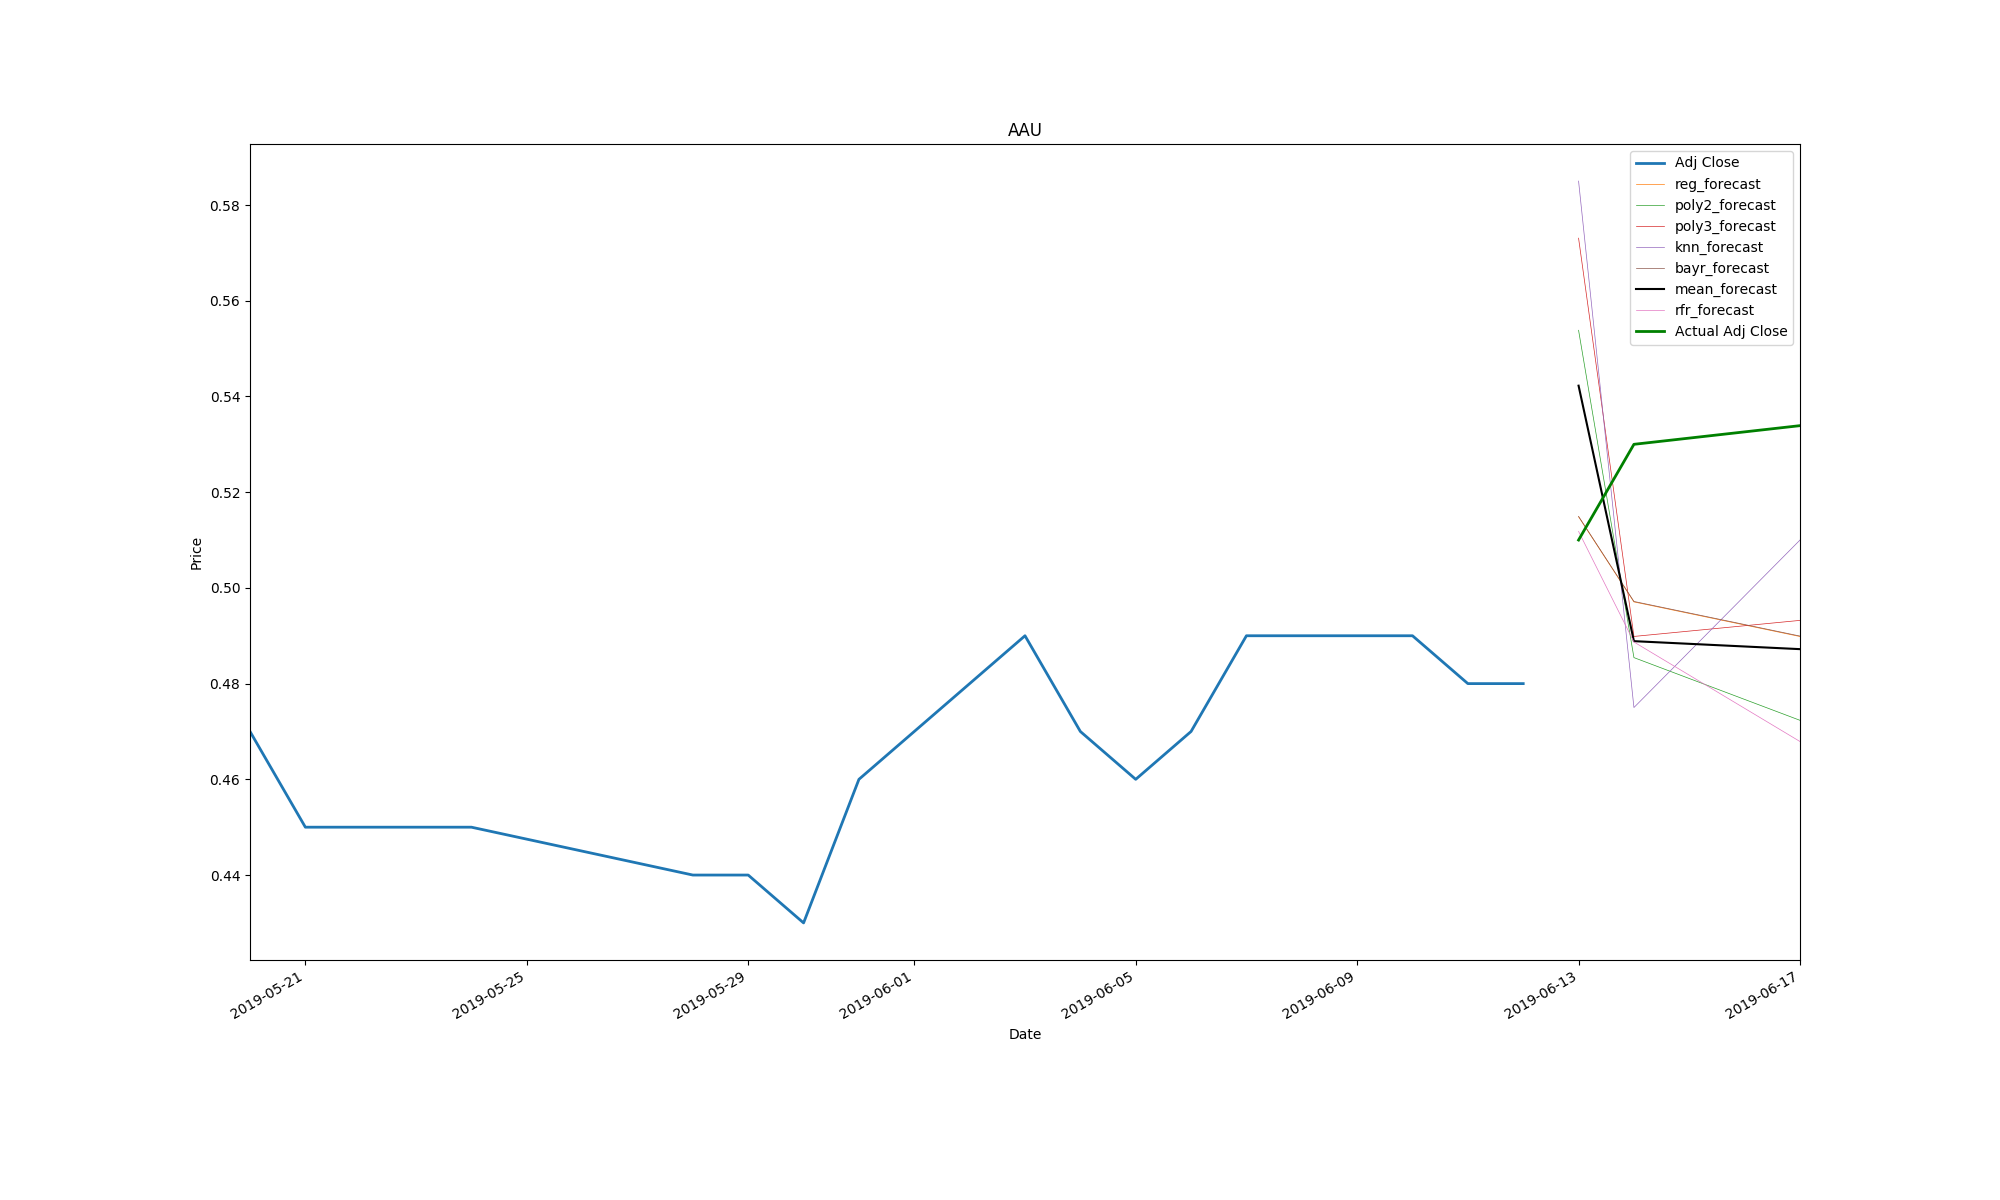 AAU
Adj Close
reg_forecast
poly2_forecast
poly3_forecast
knn_forecast
bayr_forecast
mean_forecast
rfr_forecast
Actual Adj Close
0.58
0.56
0.54
0.52
0.50
0.48
0.46
0.44
Price
2019-05-21
2019-05-25
2019-05-29
2019-06-01
2019-06-05
2019-06-09
2019-06-13
2019-06-17
Date